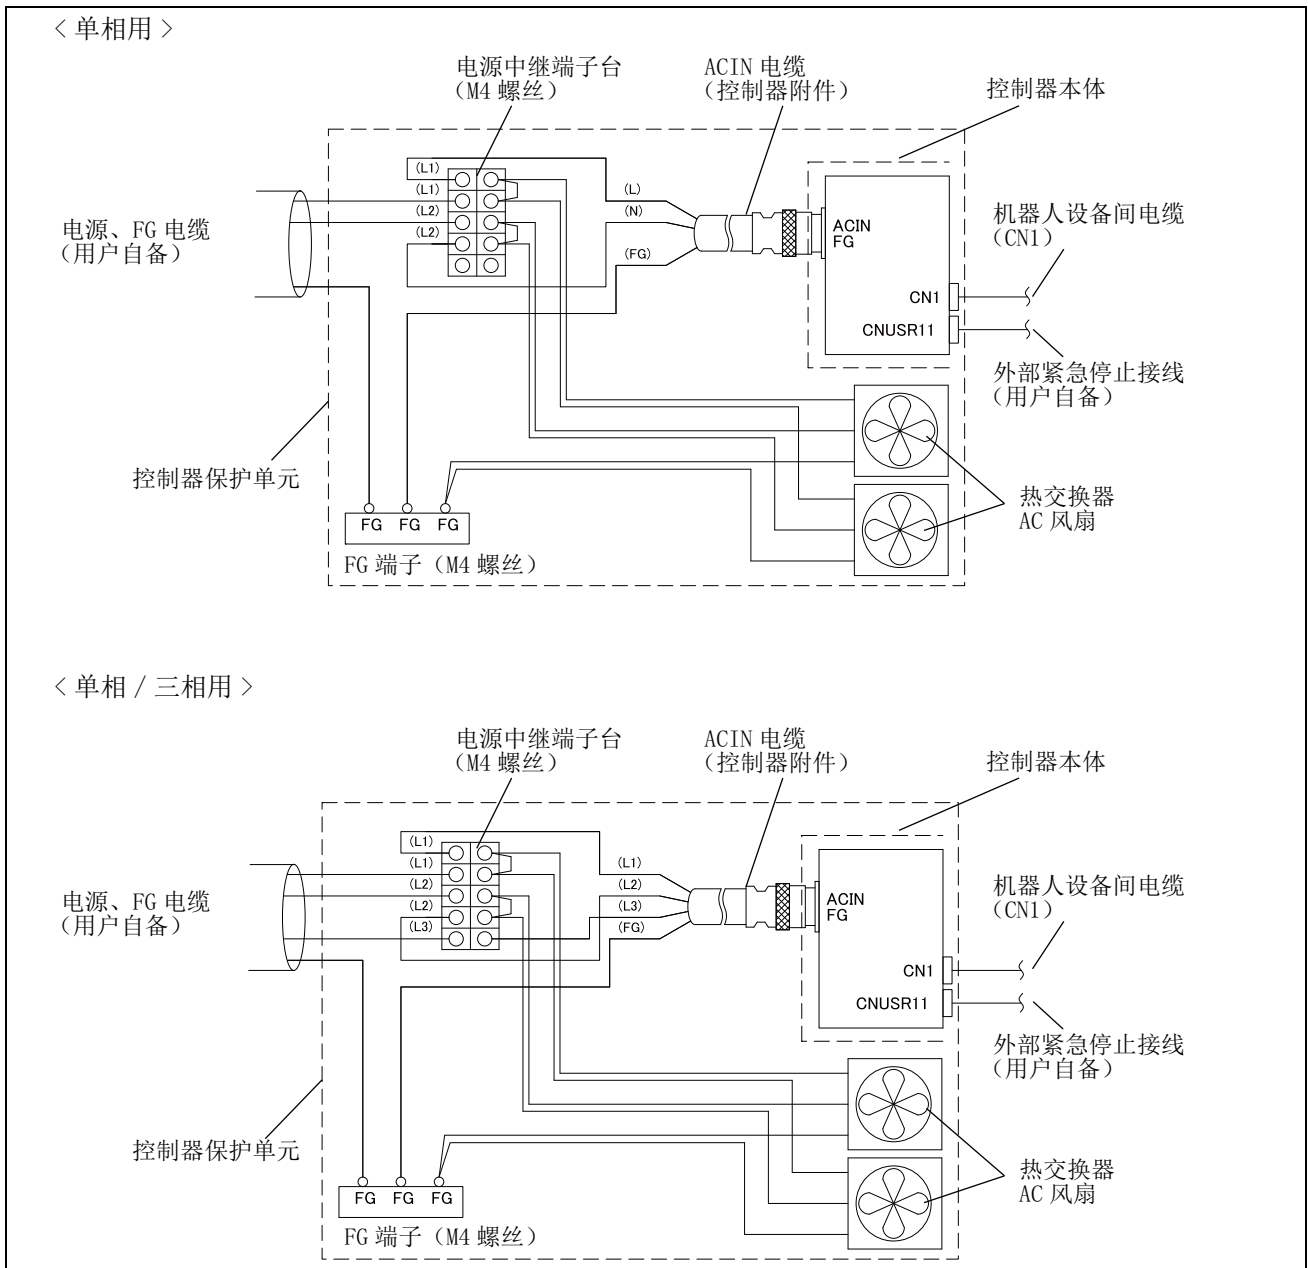 < 单相用 >
电源中继端子台
（M4 螺丝）
ACIN 电缆
（控制器附件）
控制器本体
(L1)
(L1)
(L2)
(L2)
(L)
(N)
(FG)
电源、FG 电缆
（用户自备）
ACIN
FG
CN1
CNUSR11
机器人设备间电缆
（CN1）
外部紧急停止接线
（用户自备）
控制器保护单元
热交换器
AC 风扇
FG FG FG
FG 端子（M4 螺丝）
< 单相 / 三相用 >
电源中继端子台
（M4 螺丝）
ACIN 电缆
（控制器附件）
控制器本体
(L1)
(L1)
(L2)
(L2)
(L3)
(L1)
(L2)
(L3)
(FG)
电源、FG 电缆
（用户自备）
ACIN
FG
CN1
CNUSR11
机器人设备间电缆
（CN1）
外部紧急停止接线
（用户自备）
控制器保护单元
热交换器
AC 风扇
FG FG FG
FG 端子（M4 螺丝）